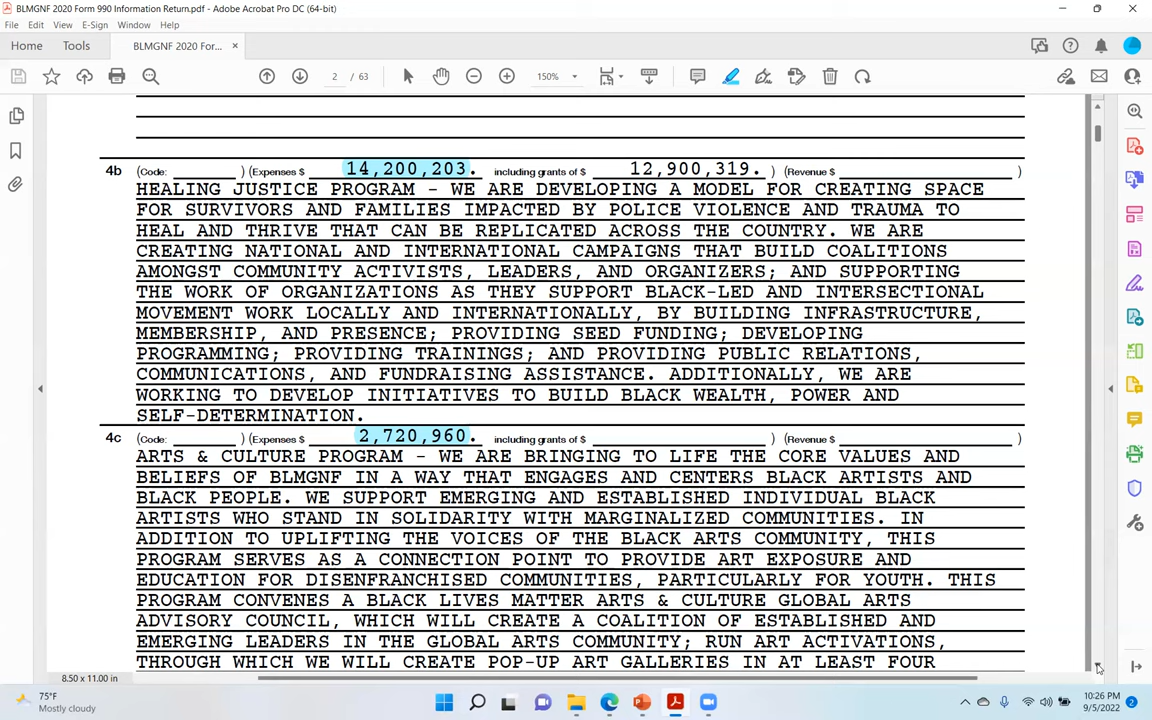 BLMGNF 2020 Form 990 Information Return.pdf - Adobe Acrobat Pro DC (64-bit)
File Edit View E-Sign Window Help
Home Tools BLMGNF 2020 For... ×
2 / 63 150%
4b (Code: ) (Expenses $ 14,200,203. including grants of $ 12,900,319. ) (Revenue $ )
HEALING JUSTICE PROGRAM - WE ARE DEVELOPING A MODEL FOR CREATING SPACE
FOR SURVIVORS AND FAMILIES IMPACTED BY POLICE VIOLENCE AND TRAUMA TO
HEAL AND THRIVE THAT CAN BE REPLICATED ACROSS THE COUNTRY. WE ARE
CREATING NATIONAL AND INTERNATIONAL CAMPAIGNS THAT BUILD COALITIONS
AMONGST COMMUNITY ACTIVISTS, LEADERS, AND ORGANIZERS; AND SUPPORTING
THE WORK OF ORGANIZATIONS AS THEY SUPPORT BLACK-LED AND INTERSECTIONAL
MOVEMENT WORK LOCALLY AND INTERNATIONALLY, BY BUILDING INFRASTRUCTURE,
MEMBERSHIP, AND PRESENCE; PROVIDING SEED FUNDING; DEVELOPING
PROGRAMMING; PROVIDING TRAININGS; AND PROVIDING PUBLIC RELATIONS,
COMMUNICATIONS, AND FUNDRAISING ASSISTANCE. ADDITIONALLY, WE ARE
WORKING TO DEVELOP INITIATIVES TO BUILD BLACK WEALTH, POWER AND
SELF-DETERMINATION.
4c (Code: ) (Expenses $ 2,720,960. including grants of $ ) (Revenue $ )
ARTS & CULTURE PROGRAM - WE ARE BRINGING TO LIFE THE CORE VALUES AND
BELIEFS OF BLMGNF IN A WAY THAT ENGAGES AND CENTERS BLACK ARTISTS AND
BLACK PEOPLE. WE SUPPORT EMERGING AND ESTABLISHED INDIVIDUAL BLACK
ARTISTS WHO STAND IN SOLIDARITY WITH MARGINALIZED COMMUNITIES. IN
ADDITION TO UPLIFTING THE VOICES OF THE BLACK ARTS COMMUNITY, THIS
PROGRAM SERVES AS A CONNECTION POINT TO PROVIDE ART EXPOSURE AND
EDUCATION FOR DISENFRANCHISED COMMUNITIES, PARTICULARLY FOR YOUTH. THIS
PROGRAM CONVENES A BLACK LIVES MATTER ARTS & CULTURE GLOBAL ARTS
ADVISORY COUNCIL, WHICH WILL CREATE A COALITION OF ESTABLISHED AND
EMERGING LEADERS IN THE GLOBAL ARTS COMMUNITY; RUN ART ACTIVATIONS,
THROUGH WHICH WE WILL CREATE POP-UP ART GALLERIES IN AT LEAST FOUR
8.50 x 11.00 in
75°F
Mostly cloudy
10:26 PM
9/5/2022
2